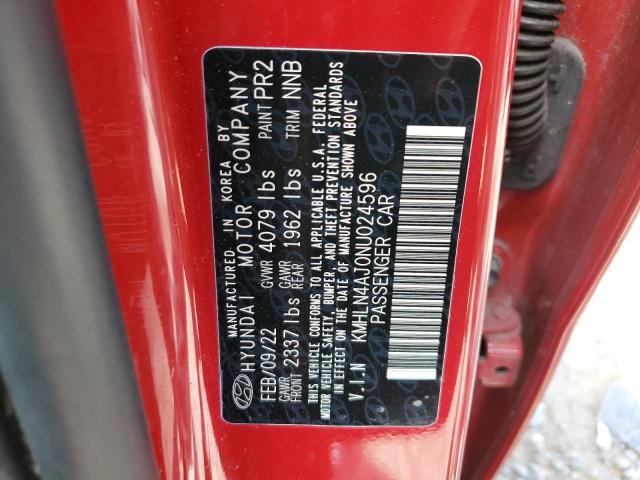 MANUFACTURED IN KOREA BY
HYUNDAI MOTOR COMPANY
FEB/09/22 GVWR 4079 lbs PAINT PR2
GAWR FRONT 2337 lbs GAWR REAR 1962 lbs TRIM NNB
THIS VEHICLE CONFORMS TO ALL APPLICABLE U.S.A. FEDERAL
MOTOR VEHICLE SAFETY, BUMPER, AND THEFT PREVENTION STANDARDS
IN EFFECT ON THE DATE OF MANUFACTURE SHOWN ABOVE
V.I.N KMHLN4AJ0NU024596
PASSENGER CAR